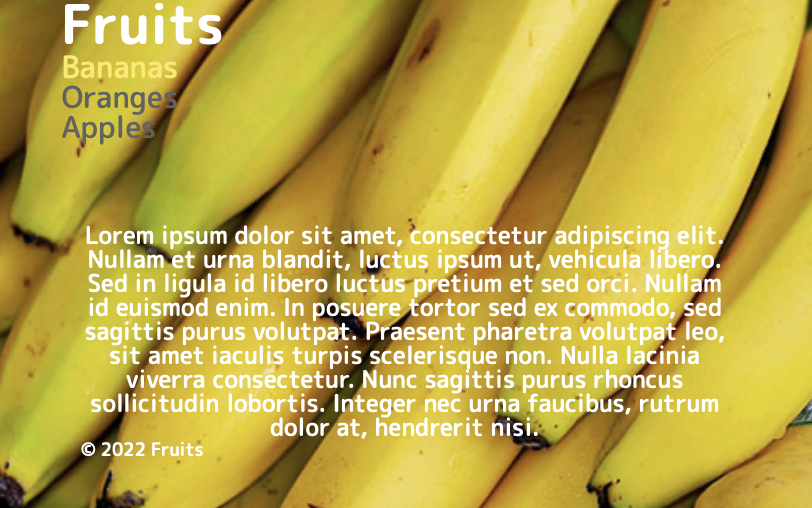 Fruits
Bananas
Oranges
Apples
Lorem ipsum dolor sit amet, consectetur adipiscing elit.
Nullam et urna blandit, luctus ipsum ut, vehicula libero.
Sed in ligula id libero luctus pretium et sed orci. Nullam
id euismod enim. In posuere tortor sed ex commodo, sed
sagittis purus volutpat. Praesent pharetra volutpat leo,
sit amet iaculis turpis scelerisque non. Nulla lacinia
viverra consectetur. Nunc sagittis purus rhoncus
sollicitudin lobortis. Integer nec urna faucibus, rutrum
dolor at, hendrerit nisi.
© 2022 Fruits